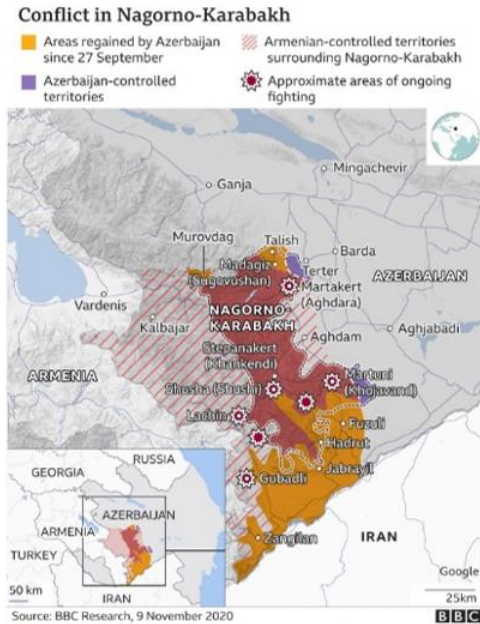 Conflict in Nagorno-Karabakh
Areas regained by Azerbaijan
since 27 September
Armenian-controlled territories
surrounding Nagorno-Karabakh
Azerbaijan-controlled
territories
Approximate areas of ongoing
fighting
Mingachevir
Ganja
Murovdag
Talish
Barda
Madagiz
(Sugovushan)
Terter
AZERBAIJAN
Martakert
(Aghdara)
Vardenis
NAGORNO-
KARABAKH
Kalbajar
Aghdam
Aghjabadi
Stepanakert
(Khankendi)
ARMENIA
Martuni
(Khojavand)
Shusha (Shushi)
Lachin
Fuzuli
Hadrut
Jabrayil
Gubadli
RUSSIA
GEORGIA
AZERBAIJAN
ARMENIA
TURKEY
IRAN
Zangilan
IRAN
Google
50 km
25km
Source: BBC Research, 9 November 2020
BBC